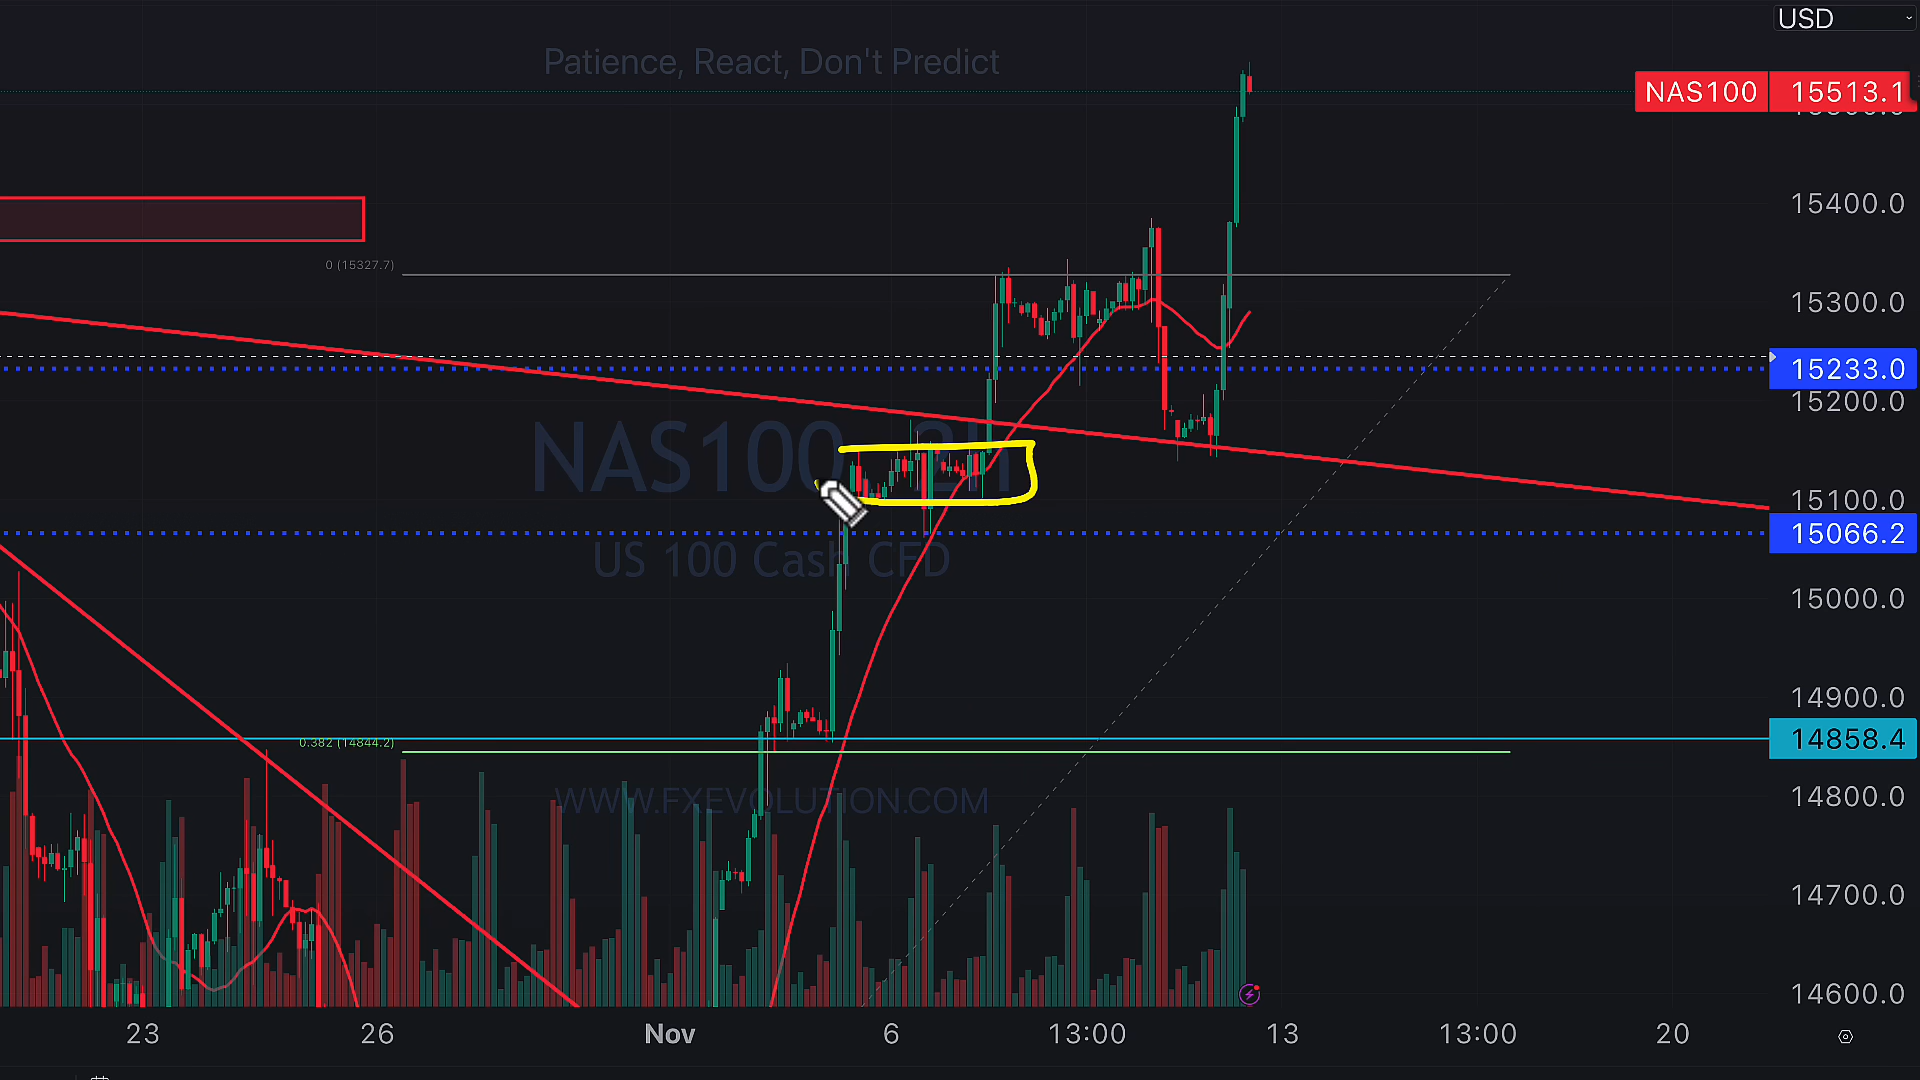 USD
Patience, React, Don't Predict
NAS100 15513.1
15400.0
0 (15327.7)
15300.0
15233.0
15200.0
NAS100, 2h
15100.0
15066.2
US 100 Cash CFD
15000.0
14900.0
14858.4
0.382 (14844.2)
14800.0
WWW.FXEVOLUTION.COM
14700.0
14600.0
23 26 Nov 6 13:00 13 13:00 20